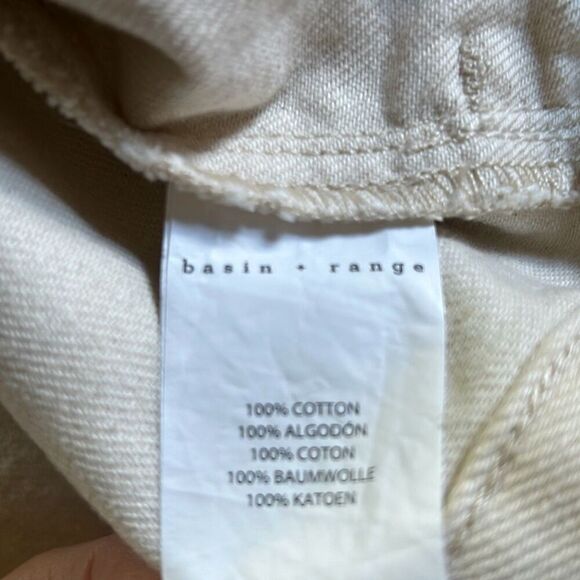 basin + range
100% COTTON
100% ALGODÓN
100% COTON
100% BAUMWOLLE
100% KATOEN